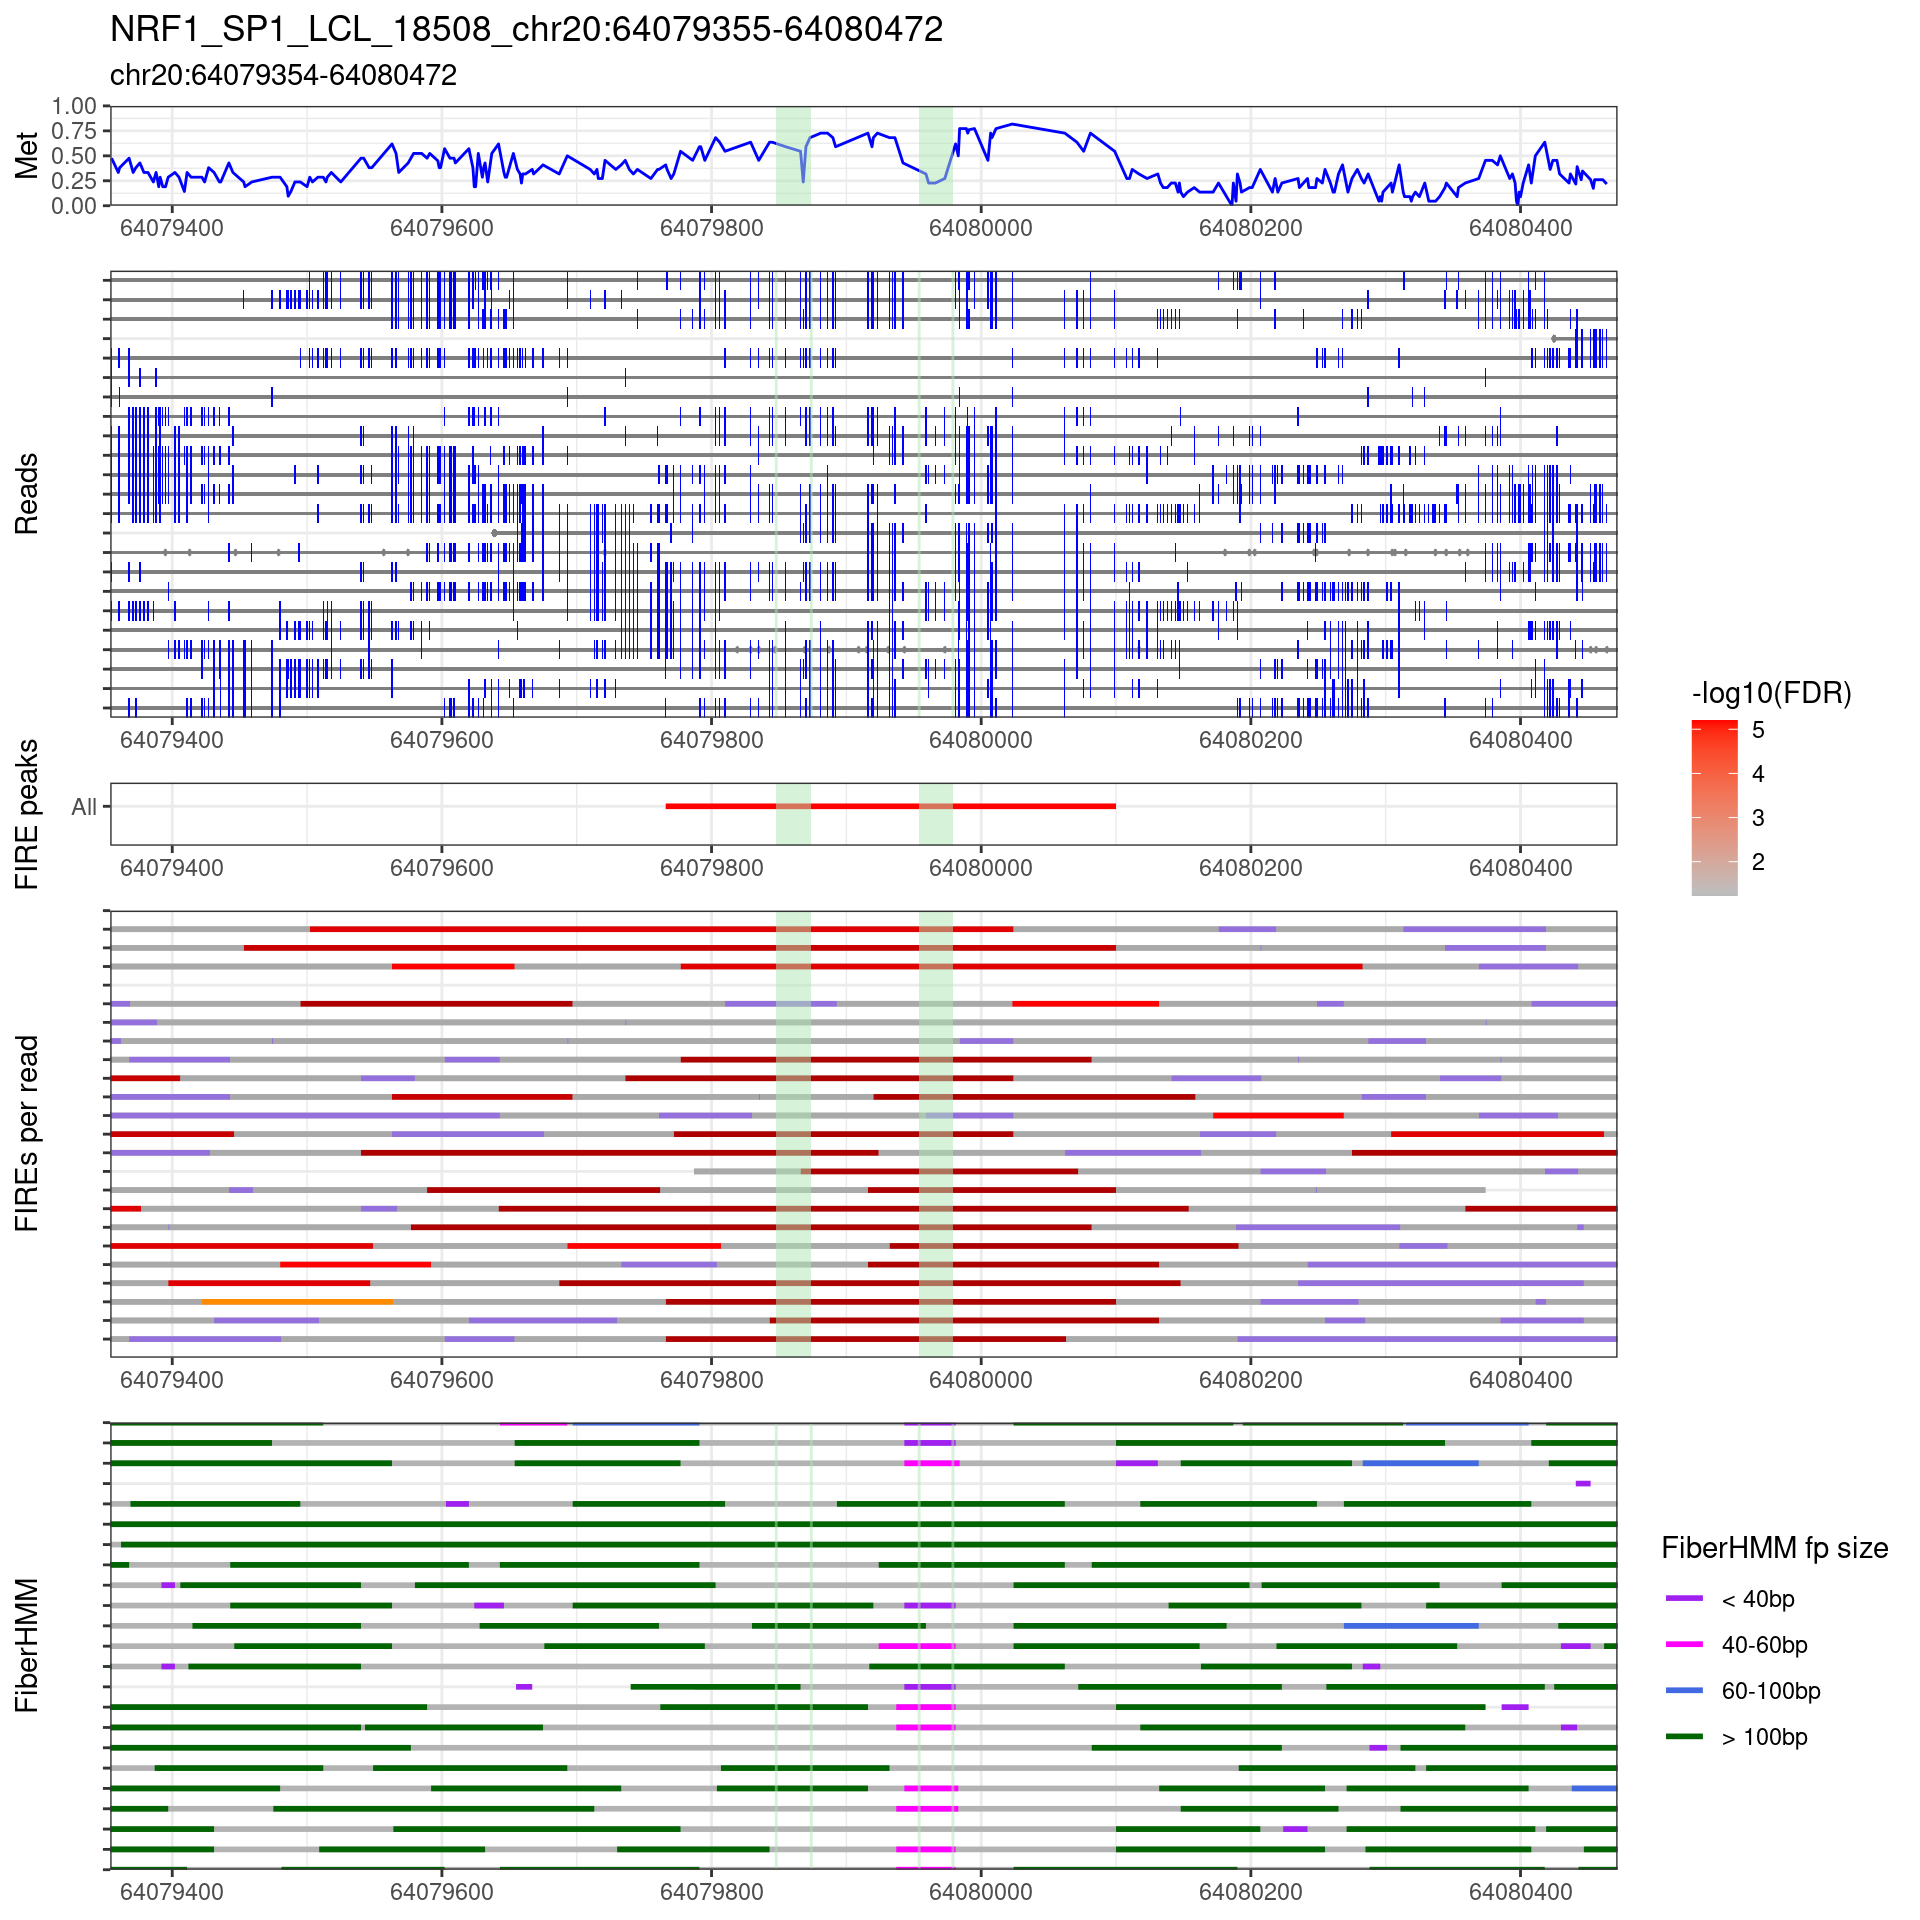 NRF1_SP1_LCL_18508_chr20:64079355-64080472
chr20:64079354-64080472
Met
1.00
0.75
0.50
0.25
0.00
64079400 64079600 64079800 64080000 64080200 64080400
Reads
64079400 64079600 64079800 64080000 64080200 64080400
FIRE peaks
All
64079400 64079600 64079800 64080000 64080200 64080400
-log10(FDR)
5
4
3
2
FIREs per read
64079400 64079600 64079800 64080000 64080200 64080400
FiberHMM
64079400 64079600 64079800 64080000 64080200 64080400
FiberHMM fp size
< 40bp
40-60bp
60-100bp
> 100bp